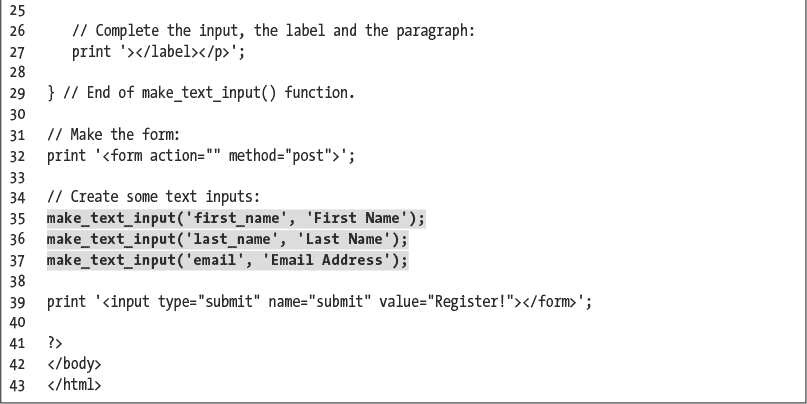 25
26 // Complete the input, the label and the paragraph:
27 print '></label></p>';
28
29 } // End of make_text_input() function.
30
31 // Make the form:
32 print '<form action="" method="post">';
33
34 // Create some text inputs:
35 make_text_input('first_name', 'First Name');
36 make_text_input('last_name', 'Last Name');
37 make_text_input('email', 'Email Address');
38
39 print '<input type="submit" name="submit" value="Register!"></form>';
40
41 ?>
42 </body>
43 </html>